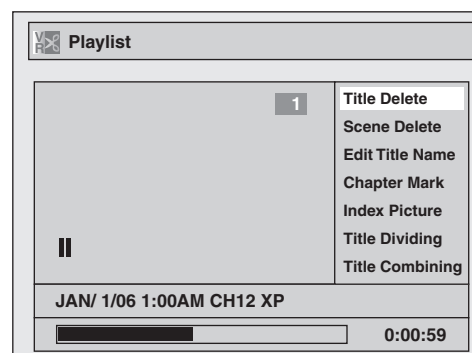 VR Playlist
1
Title Delete
Scene Delete
Edit Title Name
Chapter Mark
Index Picture
Title Dividing
Title Combining
JAN/ 1/06 1:00AM CH12 XP
0:00:59